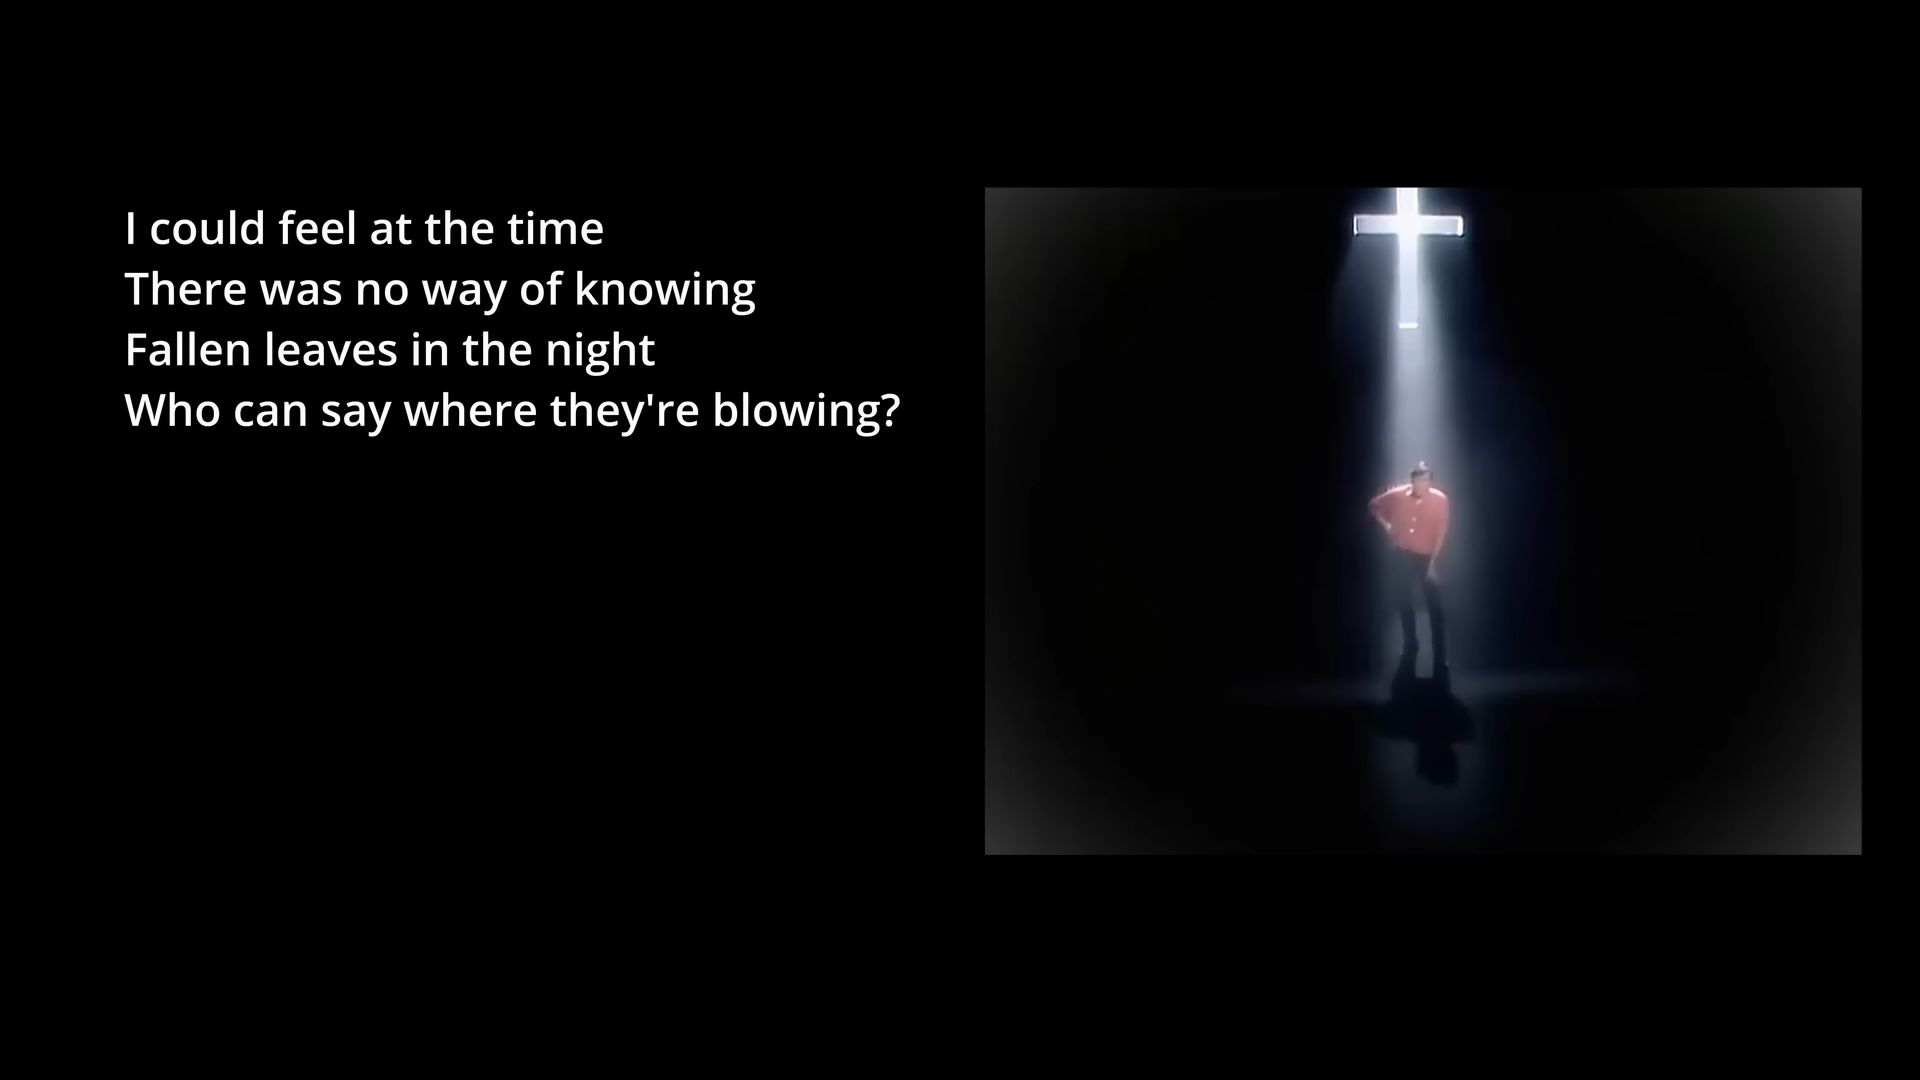 I could feel at the time
There was no way of knowing
Fallen leaves in the night
Who can say where they're blowing?